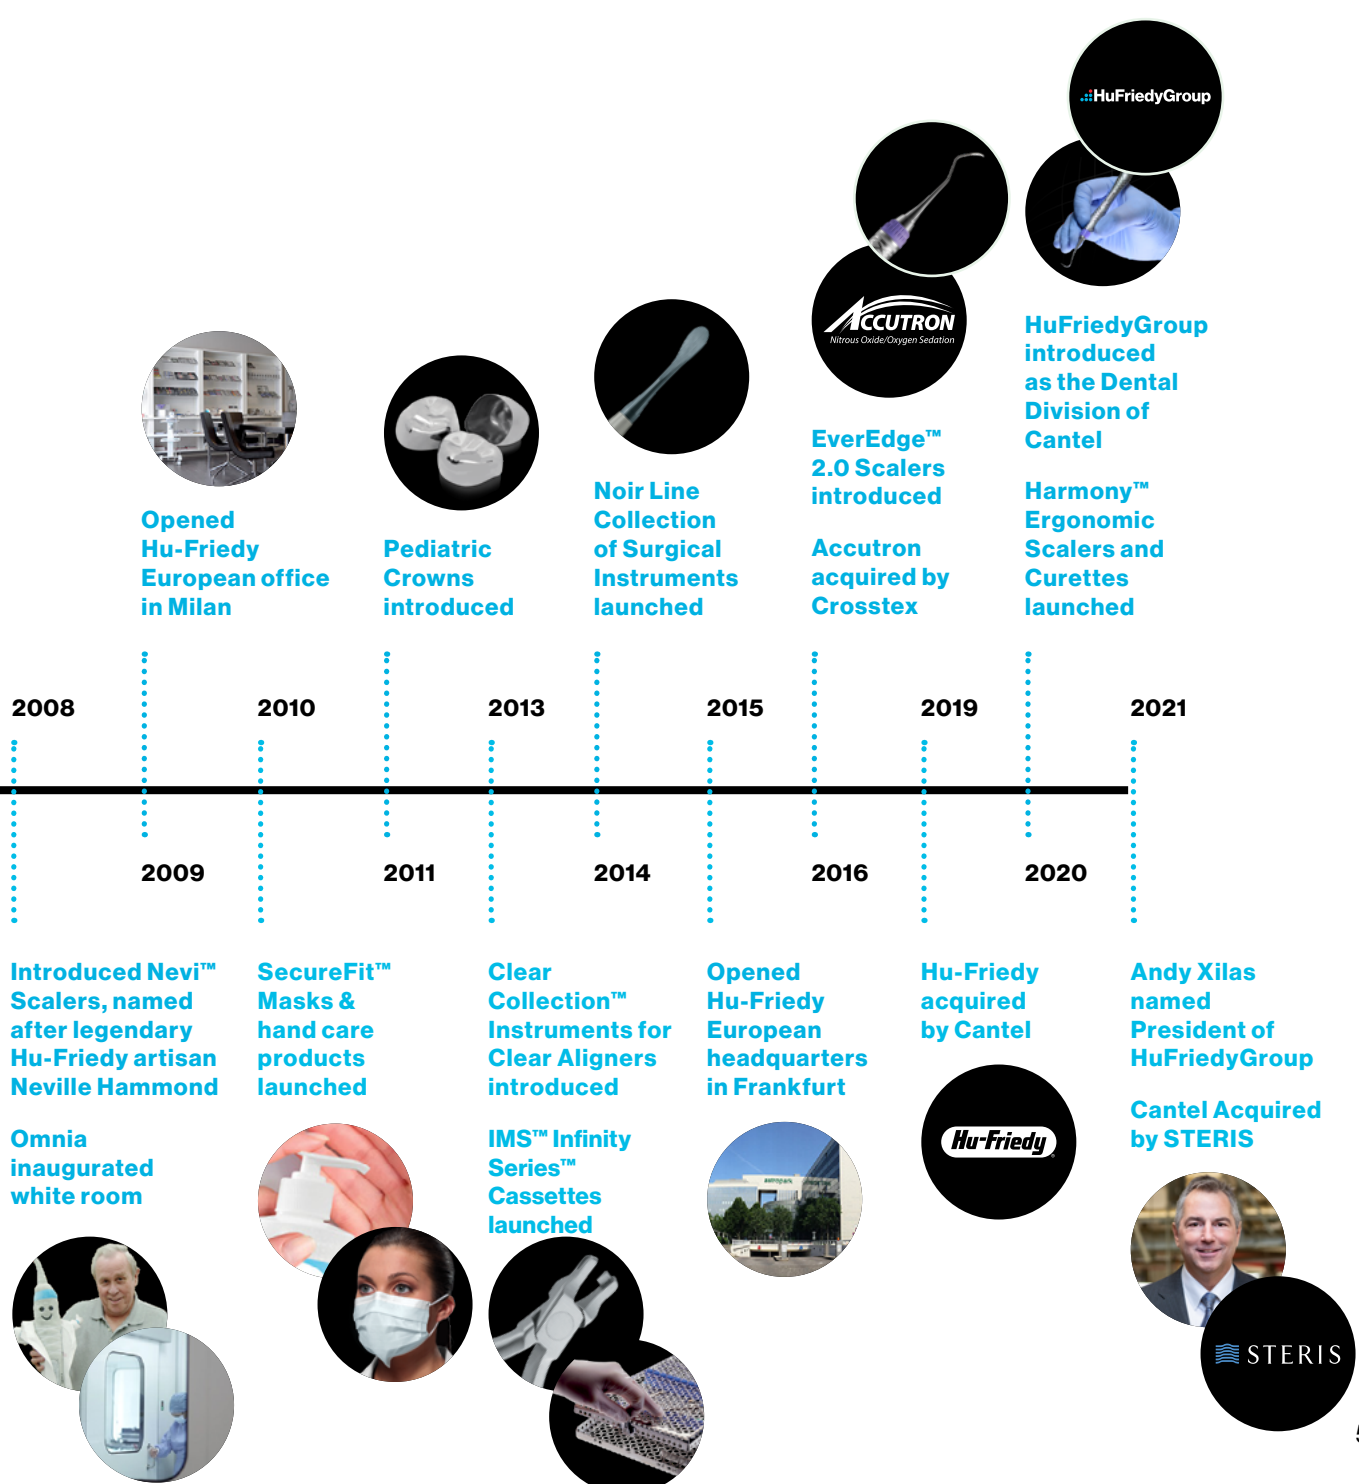 HuFriedyGroup
ACCUTRON
Nitrous Oxide/Oxygen Sedation
Opened
Hu-Friedy
European office
in Milan
Pediatric
Crowns
introduced
Noir Line
Collection
of Surgical
Instruments
launched
EverEdge™
2.0 Scalers
introduced
Accutron
acquired by
Crosstex
HuFriedyGroup
introduced
as the Dental
Division of
Cantel
Harmony™
Ergonomic
Scalers and
Curettes
launched
2008
2010
2013
2015
2019
2021
2009
2011
2014
2016
2020
Introduced Nevi™
Scalers, named
after legendary
Hu-Friedy artisan
Neville Hammond
Omnia
inaugurated
white room
SecureFit™
Masks &
hand care
products
launched
Clear
Collection™
Instruments for
Clear Aligners
introduced
IMS™ Infinity
Series™
Cassettes
launched
Opened
Hu-Friedy
European
headquarters
in Frankfurt
europark
Hu-Friedy
acquired
by Cantel
Hu-Friedy
Andy Xilas
named
President of
HuFriedyGroup
Cantel Acquired
by STERIS
STERIS